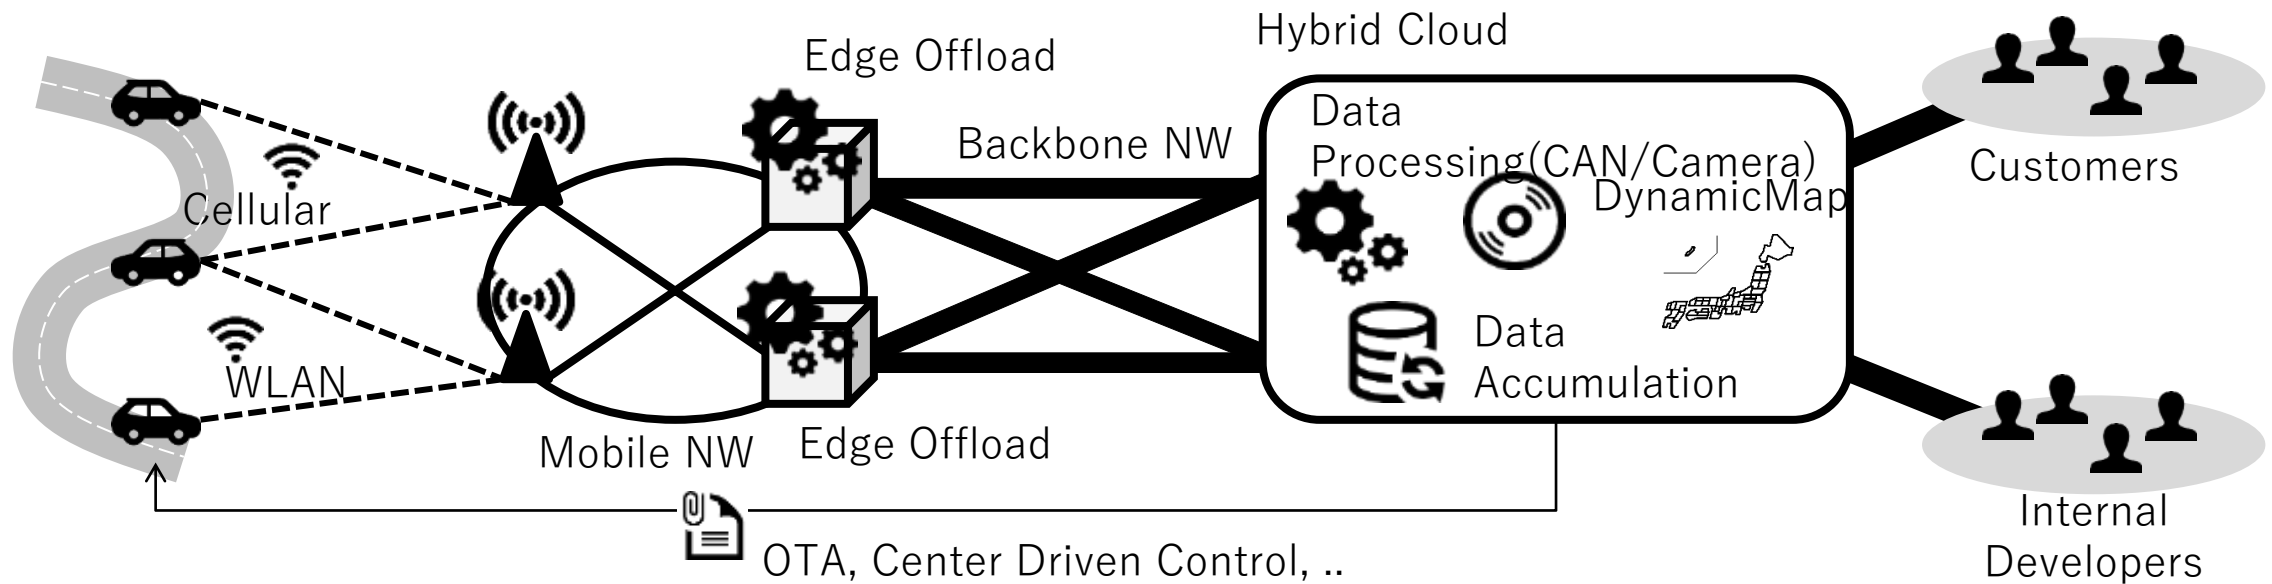 Hybrid Cloud
Edge Offload
Data
Processing(CAN/Camera)
Backbone NW
Customers
DynamicMap
Cellular
Data
Accumulation
WLAN
Mobile NW
Edge Offload
Internal
Developers
OTA, Center Driven Control, ..